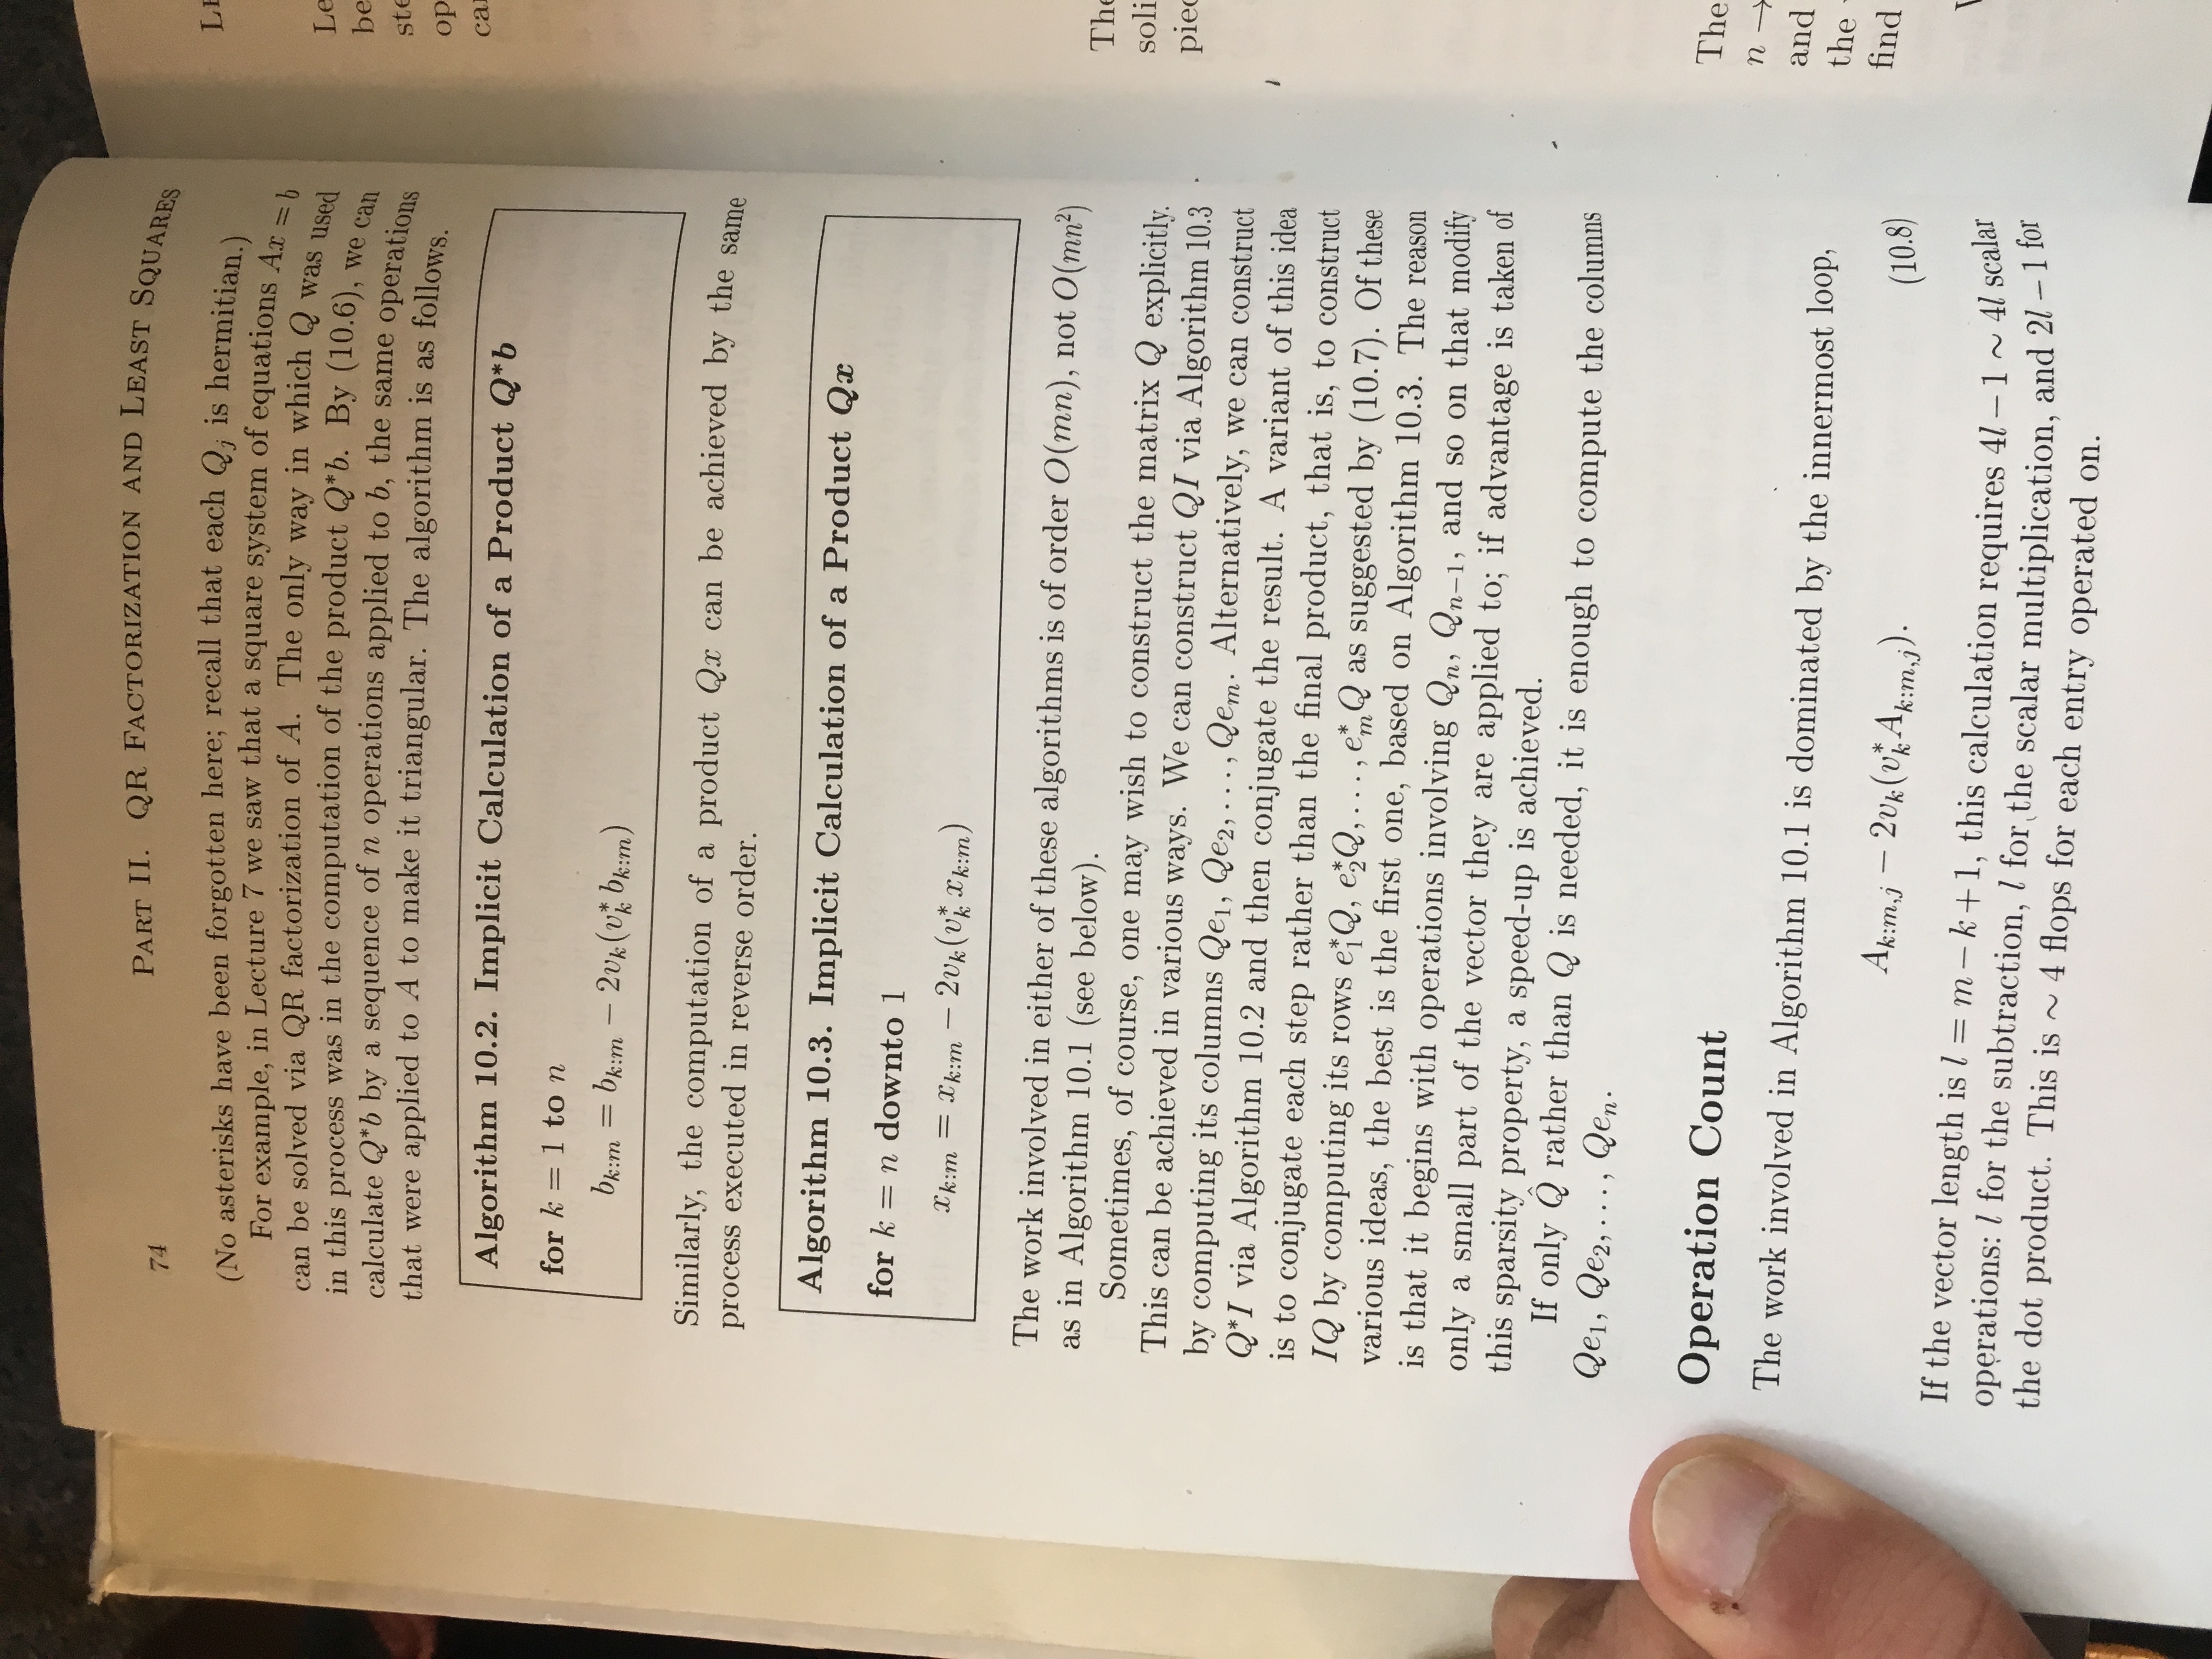 74 PART II. QR FACTORIZATION AND LEAST SQUARES
(No asterisks have been forgotten here; recall that each Q_j is hermitian.)
For example, in Lecture 7 we saw that a square system of equations Ax = b
can be solved via QR factorization of A. The only way in which Q was used
in this process was in the computation of the product Q*b. By (10.6), we can
calculate Q*b by a sequence of n operations applied to b, the same operations
that were applied to A to make it triangular. The algorithm is as follows.
Algorithm 10.2. Implicit Calculation of a Product Q*b
for k = 1 to n
b_{k:m} = b_{k:m} − 2v_k(v_k^* b_{k:m})
Similarly, the computation of a product Qx can be achieved by the same
process executed in reverse order.
Algorithm 10.3. Implicit Calculation of a Product Qx
for k = n downto 1
x_{k:m} = x_{k:m} − 2v_k(v_k^* x_{k:m})
The work involved in either of these algorithms is of order O(mn), not O(mn²)
as in Algorithm 10.1 (see below).
Sometimes, of course, one may wish to construct the matrix Q explicitly.
This can be achieved in various ways. We can construct QI via Algorithm 10.3
by computing its columns Qe₁, Qe₂, . . . , Qe_m. Alternatively, we can construct
Q*I via Algorithm 10.2 and then conjugate the result. A variant of this idea
is to conjugate each step rather than the final product, that is, to construct
IQ by computing its rows e₁^*Q, e₂^*Q, . . . , e_m^*Q as suggested by (10.7). Of these
various ideas, the best is the first one, based on Algorithm 10.3. The reason
is that it begins with operations involving Q_n, Q_{n−1}, and so on that modify
only a small part of the vector they are applied to; if advantage is taken of
this sparsity property, a speed-up is achieved.
If only Q̂ rather than Q is needed, it is enough to compute the columns
Qe₁, Qe₂, . . . , Qe_n.
Operation Count
The work involved in Algorithm 10.1 is dominated by the innermost loop,
A_{k:m,j} − 2v_k(v_k^* A_{k:m,j}). (10.8)
If the vector length is l = m − k + 1, this calculation requires 4l − 1 ∼ 4l scalar
operations: l for the subtraction, l for the scalar multiplication, and 2l − 1 for
the dot product. This is ∼ 4 flops for each entry operated on.
Le
be
op
The
soli
The
n →
and
the
find